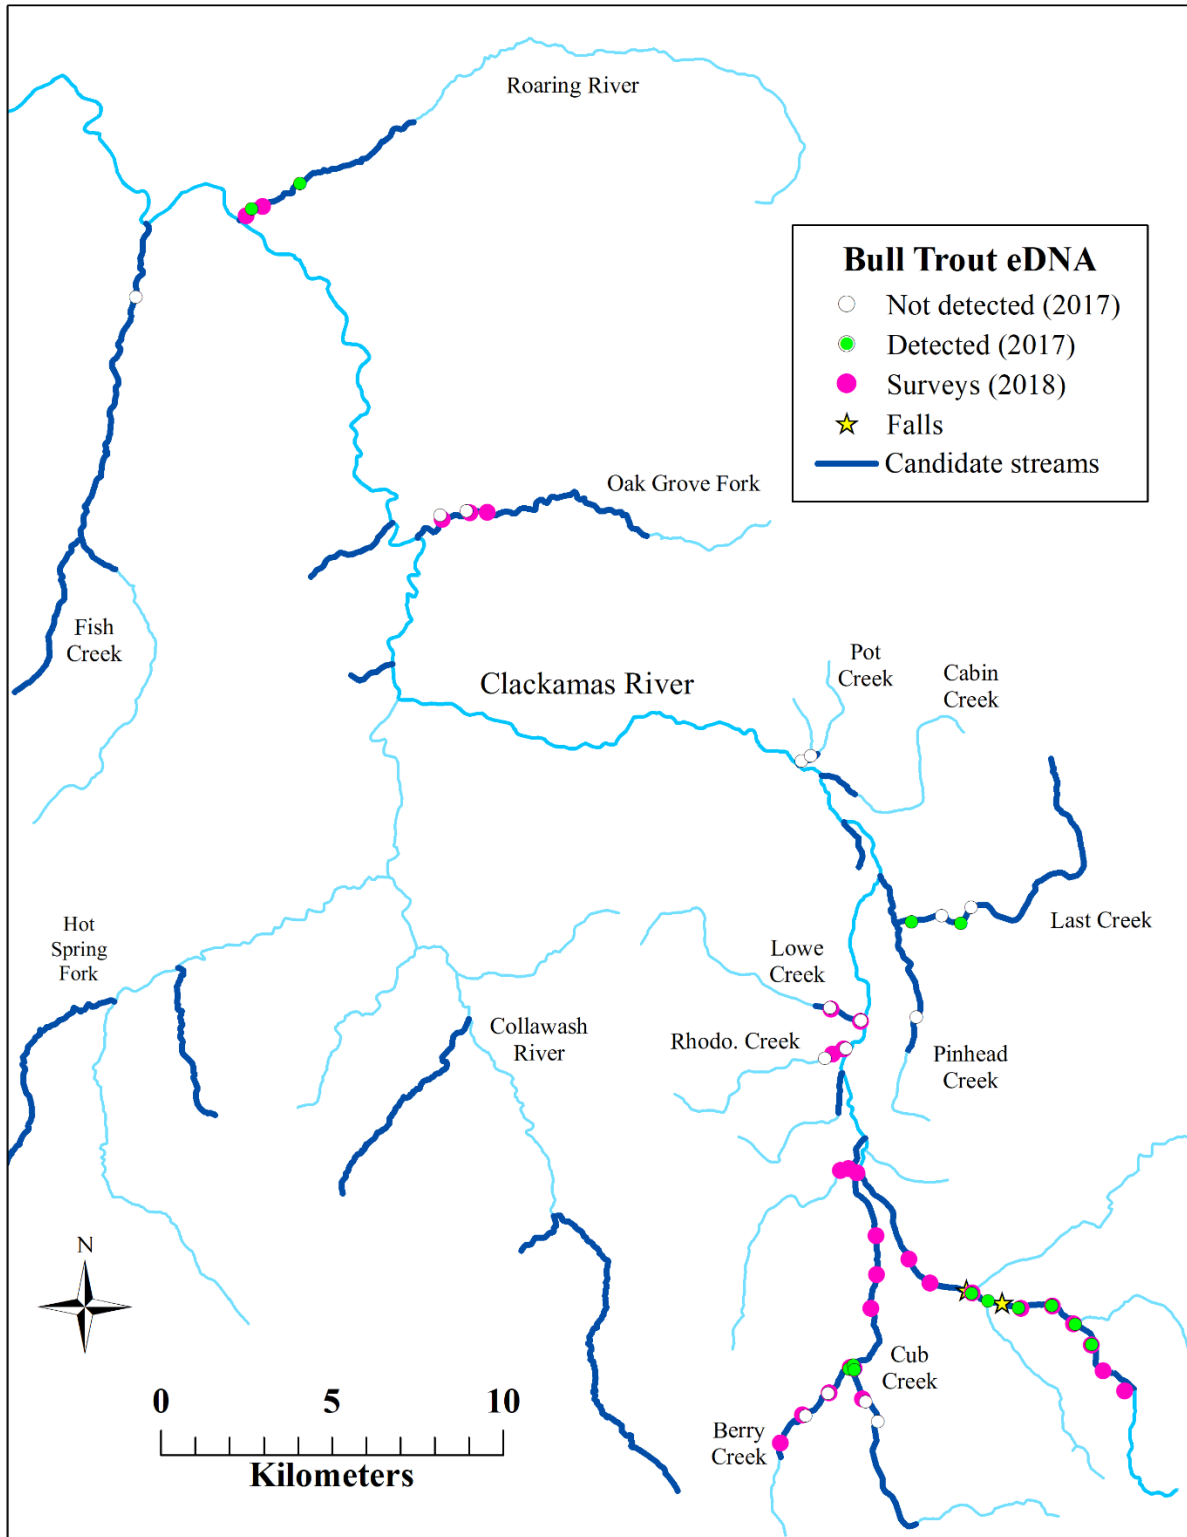 Roaring River
Bull Trout eDNA
Not detected (2017)
Detected (2017)
Surveys (2018)
Falls
Candidate streams
Oak Grove Fork
Fish
Creek
Clackamas River
Pot
Creek
Cabin
Creek
Hot
Spring
Fork
Last Creek
Lowe
Creek
Collawash
River
Rhodo. Creek
Pinhead
Creek
N
Cub
Creek
0 5 10
Kilometers
Berry
Creek